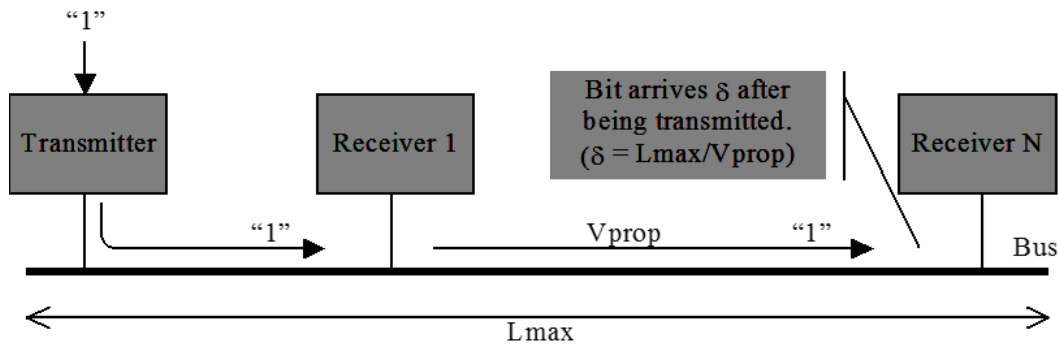 “1”
Transmitter
Receiver 1
Bit arrives δ after
being transmitted.
(δ = Lmax/Vprop)
Receiver N
“1”
Vprop
“1”
Bus
Lmax